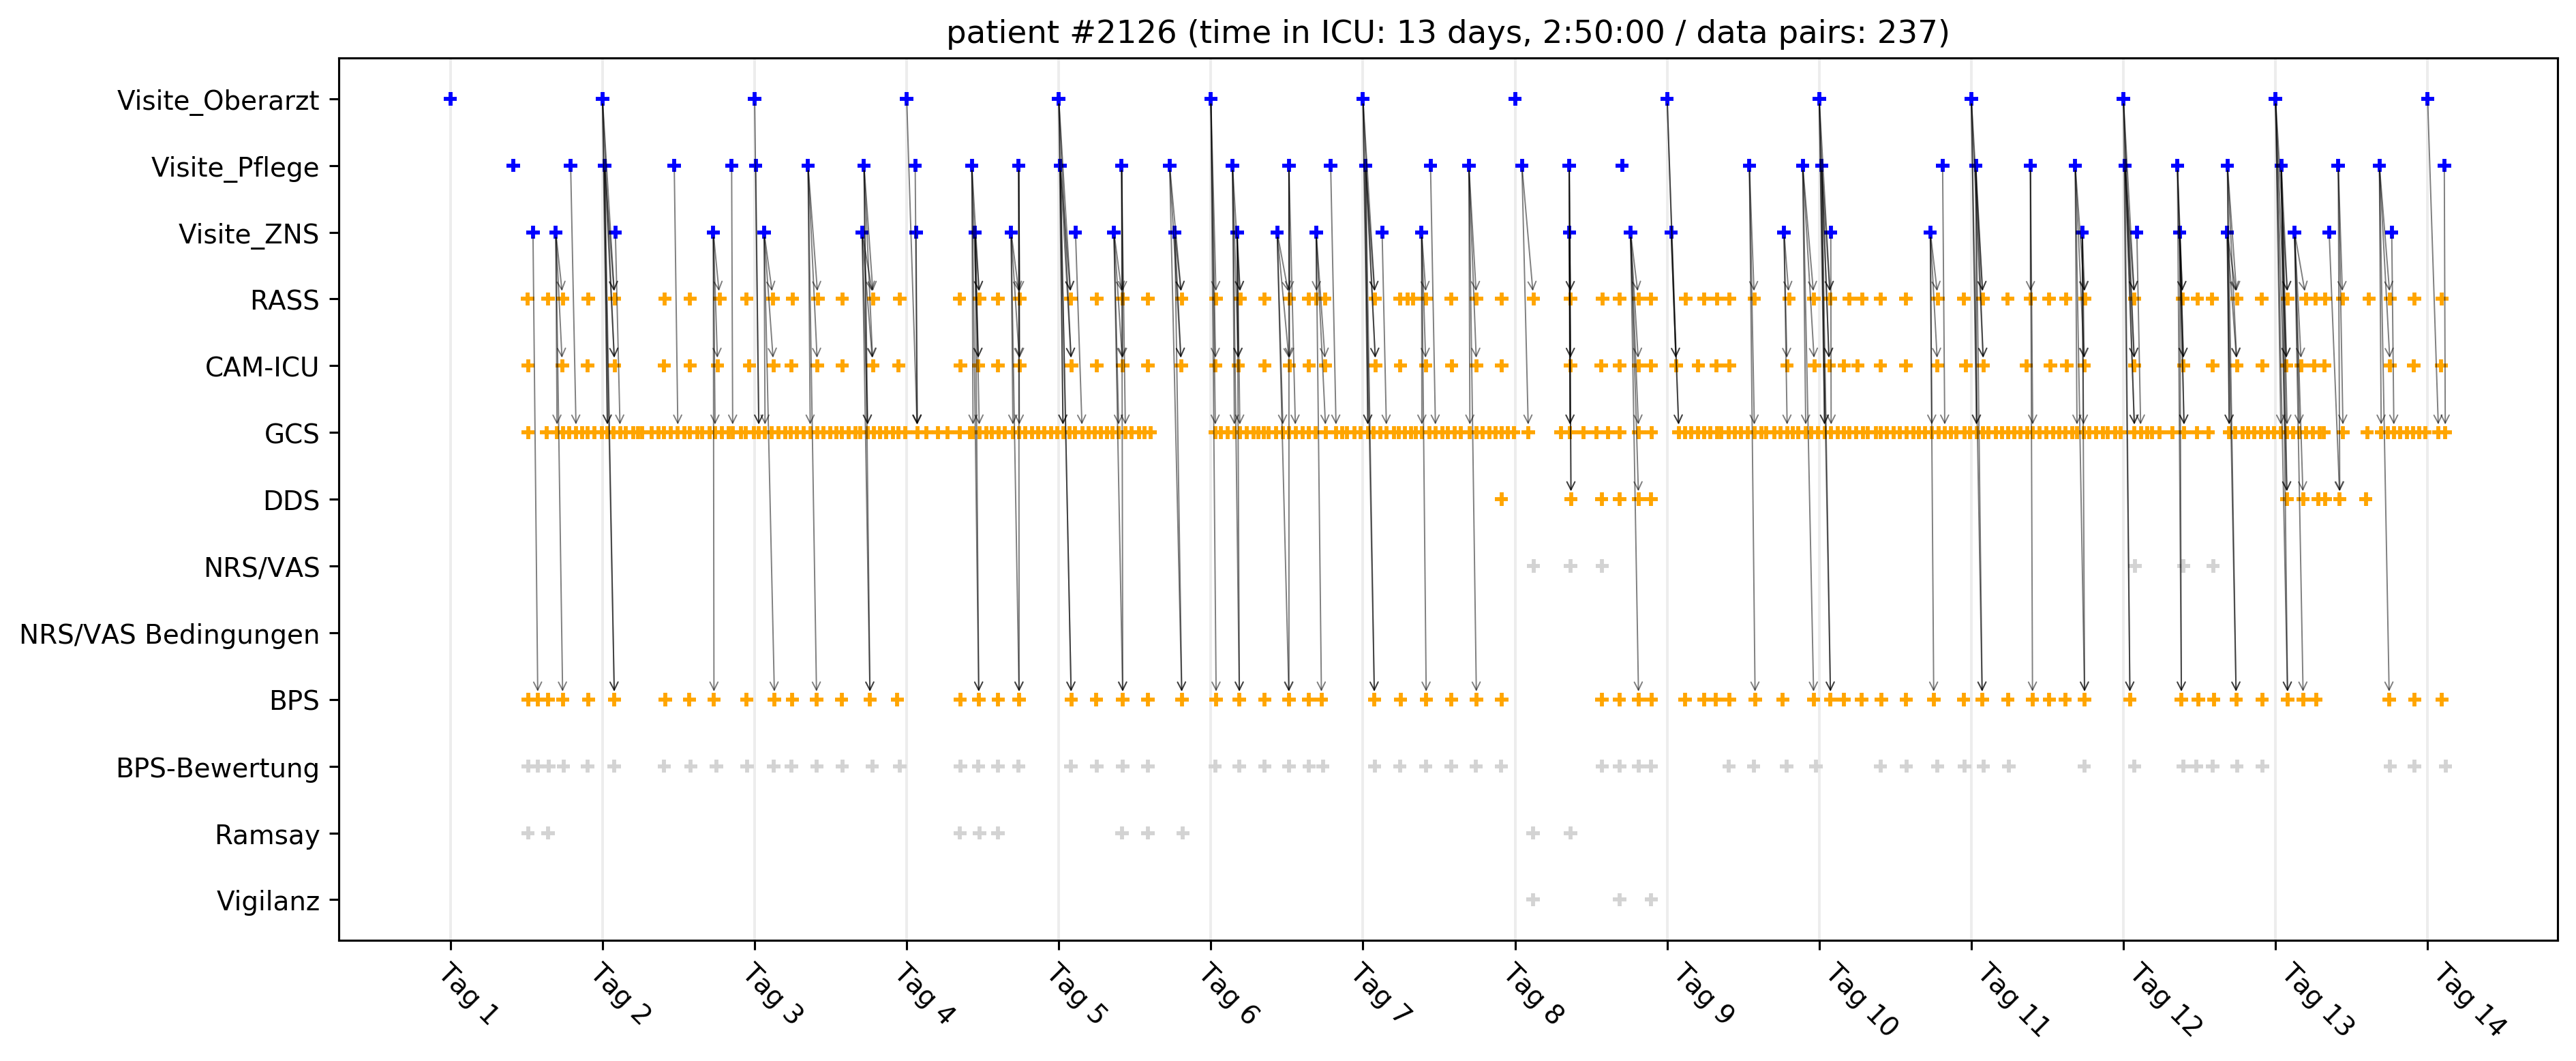 patient #2126 (time in ICU: 13 days, 2:50:00 / data pairs: 237)
Visite_Oberarzt
Visite_Pflege
Visite_ZNS
RASS
CAM-ICU
GCS
DDS
NRS/VAS
NRS/VAS Bedingungen
BPS
BPS-Bewertung
Ramsay
Vigilanz
Tag 1
Tag 2
Tag 3
Tag 4
Tag 5
Tag 6
Tag 7
Tag 8
Tag 9
Tag 10
Tag 11
Tag 12
Tag 13
Tag 14